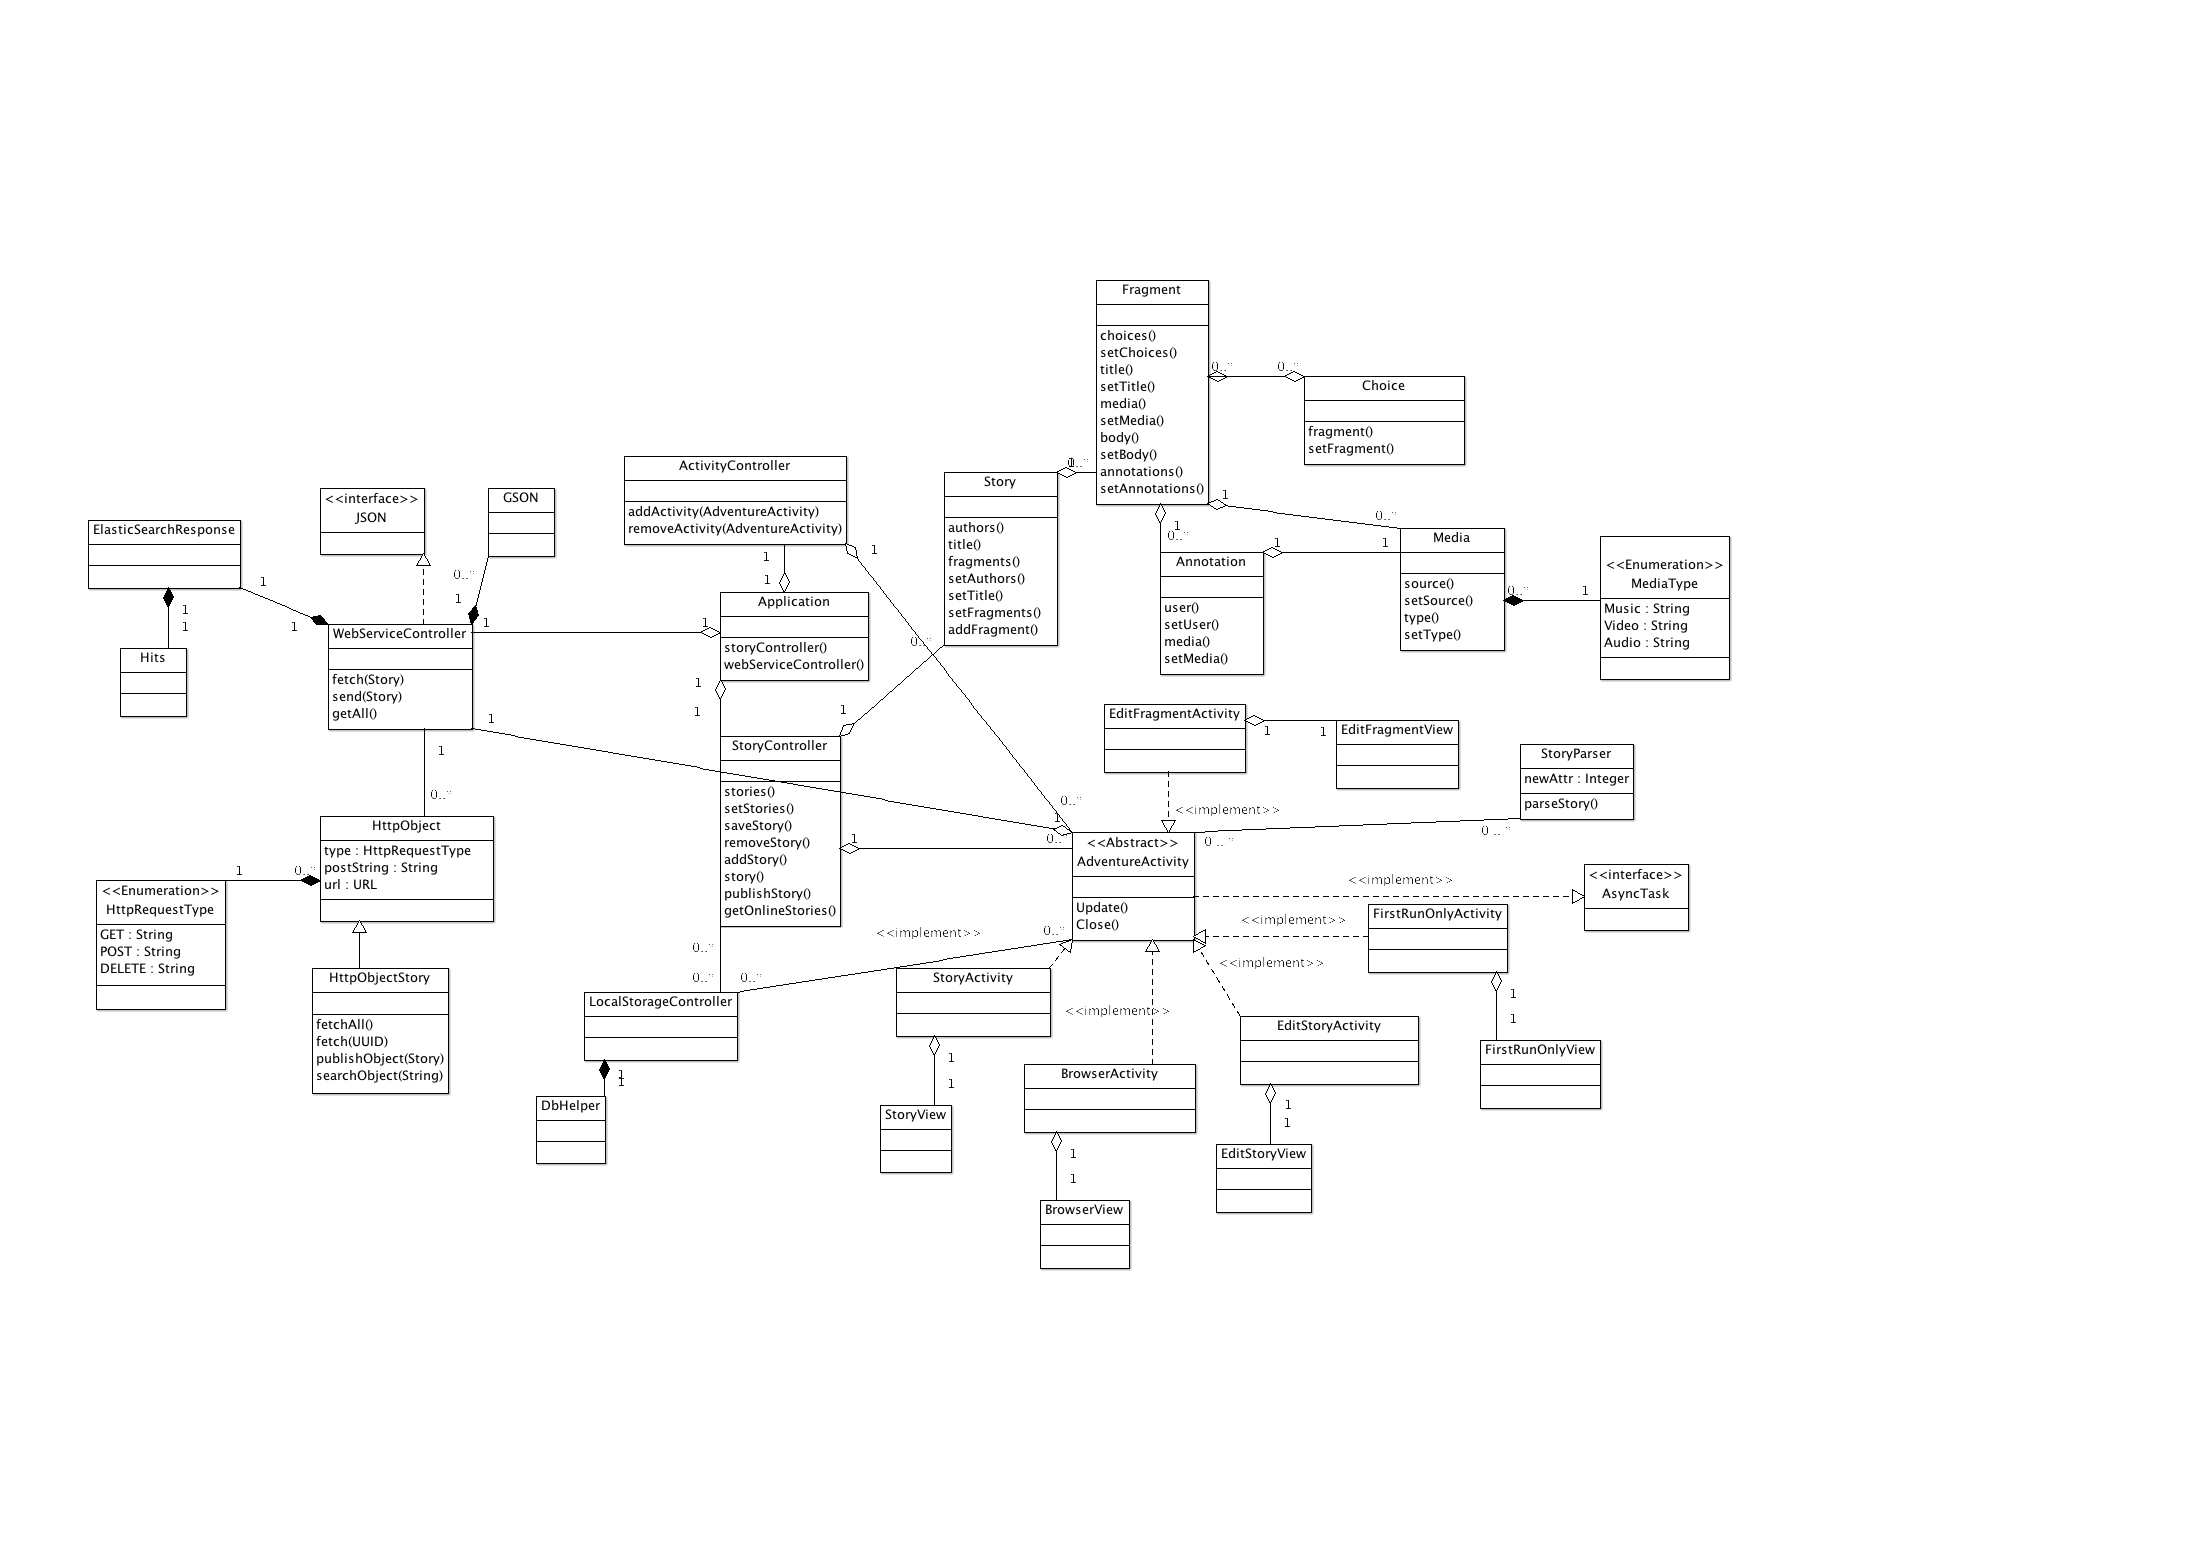 Fragment
choices()
setChoices()
title()
setTitle()
media()
setMedia()
body()
setBody()
annotations()
setAnnotations()
0..*
0..*
Choice
fragment()
setFragment()
ActivityController
addActivity(AdventureActivity)
removeActivity(AdventureActivity)
0..*
Story
authors()
title()
fragments()
setAuthors()
setTitle()
setFragments()
addFragment()
<<interface>>
JSON
GSON
ElasticSearchResponse
1
0..*
1
0..*
Annotation
user()
setUser()
media()
setMedia()
1
1
Media
source()
setSource()
type()
setType()
0..*
1
<<Enumeration>>
MediaType
Music : String
Video : String
Audio : String
1
1
1
1
Hits
1
1
0..*
1
WebServiceController
fetch(Story)
send(Story)
getAll()
1
1
Application
storyController()
webServiceController()
1
1
1
0..*
1
StoryController
stories()
setStories()
saveStory()
removeStory()
addStory()
story()
publishStory()
getOnlineStories()
1
1
0..*
HttpObject
type : HttpRequestType
postString : String
url : URL
1
0..*
<<Enumeration>>
HttpRequestType
GET : String
POST : String
DELETE : String
HttpObjectStory
fetchAll()
fetch(UUID)
publishObject(Story)
searchObject(String)
EditFragmentActivity
1
1
EditFragmentView
StoryParser
newAttr : Integer
parseStory()
<<implement>>
0..*
1
1
0..
<<Abstract>>
AdventureActivity
Update()
Close()
0 ..*
0 ..*
<<implement>>
<<interface>>
AsyncTask
<<implement>>
FirstRunOnlyActivity
1
1
FirstRunOnlyView
<<implement>>
0..*
<<implement>>
0..*
0..*
0..*
LocalStorageController
1
1
DbHelper
StoryActivity
1
1
StoryView
<<implement>>
BrowserActivity
1
1
BrowserView
EditStoryActivity
1
1
EditStoryView